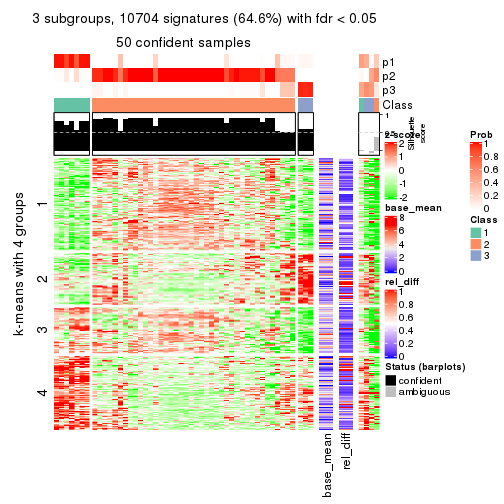 3 subgroups, 10704 signatures (64.6%) with fdr < 0.05
50 confident samples
p1
p2
p3
Class
1
Silhouette
score
k-means with 4 groups
1
2
3
4
base_mean
rel_diff
z-score
2
1
0
-1
-2
base_mean
8
6
4
2
0
rel_diff
1
0.8
0.6
0.4
0.2
0
Status (barplots)
confident
ambiguous
Prob
1
0.8
0.6
0.4
0.2
0
Class
1
2
3